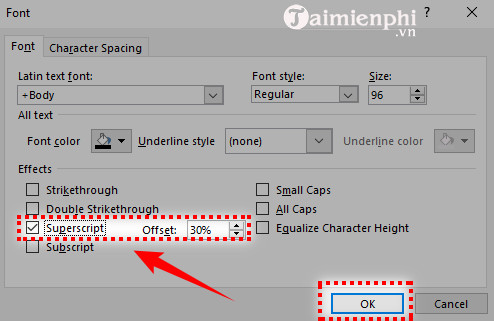 Font
Taimienphi
.vn
Font
Character Spacing
Latin text font:
Font style:
Size:
+Body
Regular
96
All text
Font color
Underline style
(none)
Underline color
Effects
Strikethrough
Small Caps
Double Strikethrough
All Caps
Superscript
Offset:
30%
Equalize Character Height
Subscript
OK
Cancel